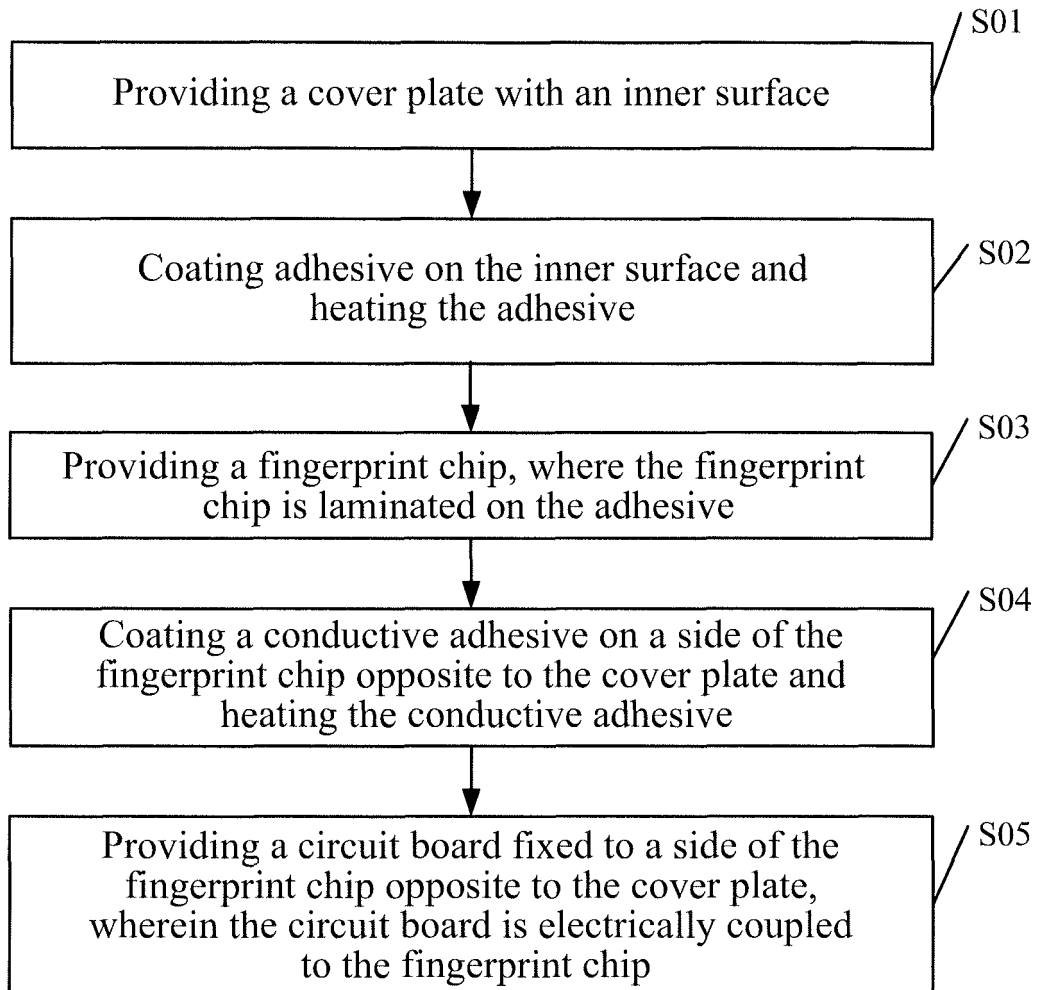 S01
Providing a cover plate with an inner surface
S02
Coating adhesive on the inner surface and
heating the adhesive
S03
Providing a fingerprint chip, where the fingerprint
chip is laminated on the adhesive
S04
Coating a conductive adhesive on a side of the
fingerprint chip opposite to the cover plate and
heating the conductive adhesive
S05
Providing a circuit board fixed to a side of the
fingerprint chip opposite to the cover plate,
wherein the circuit board is electrically coupled
to the fingerprint chip